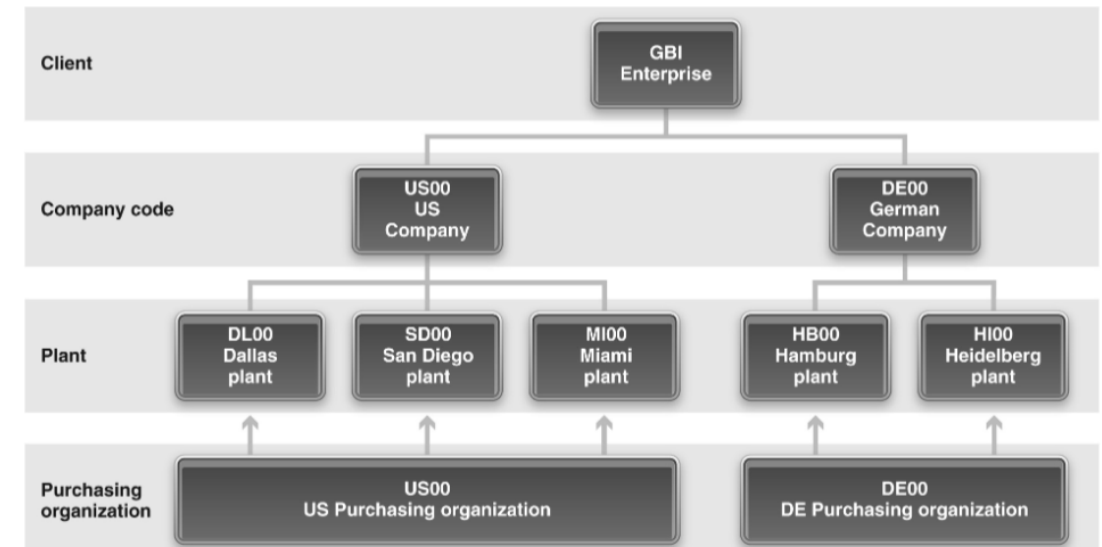 Client
GBI
Enterprise
Company code
US00
US
Company
DE00
German
Company
Plant
DL00
Dallas
plant
SD00
San Diego
plant
MI00
Miami
plant
HB00
Hamburg
plant
HI00
Heidelberg
plant
Purchasing
organization
US00
US Purchasing organization
DE00
DE Purchasing organization